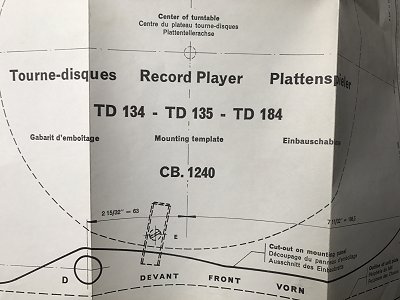 Center of turntable
Centre du plateau tourne-disques
Plattentellerachse
Tourne-disques Record Player Plattenspieler
TD 134 - TD 135 - TD 184
Gabarit d'emboîtage Mounting template Einbauschablone
CB. 1240
2 15/32" = 63
E
Cut-out on mounting panel
Découpage du panneau d'emboîtage
Ausschnitt des Einbaubretts
D
DEVANT FRONT VORN